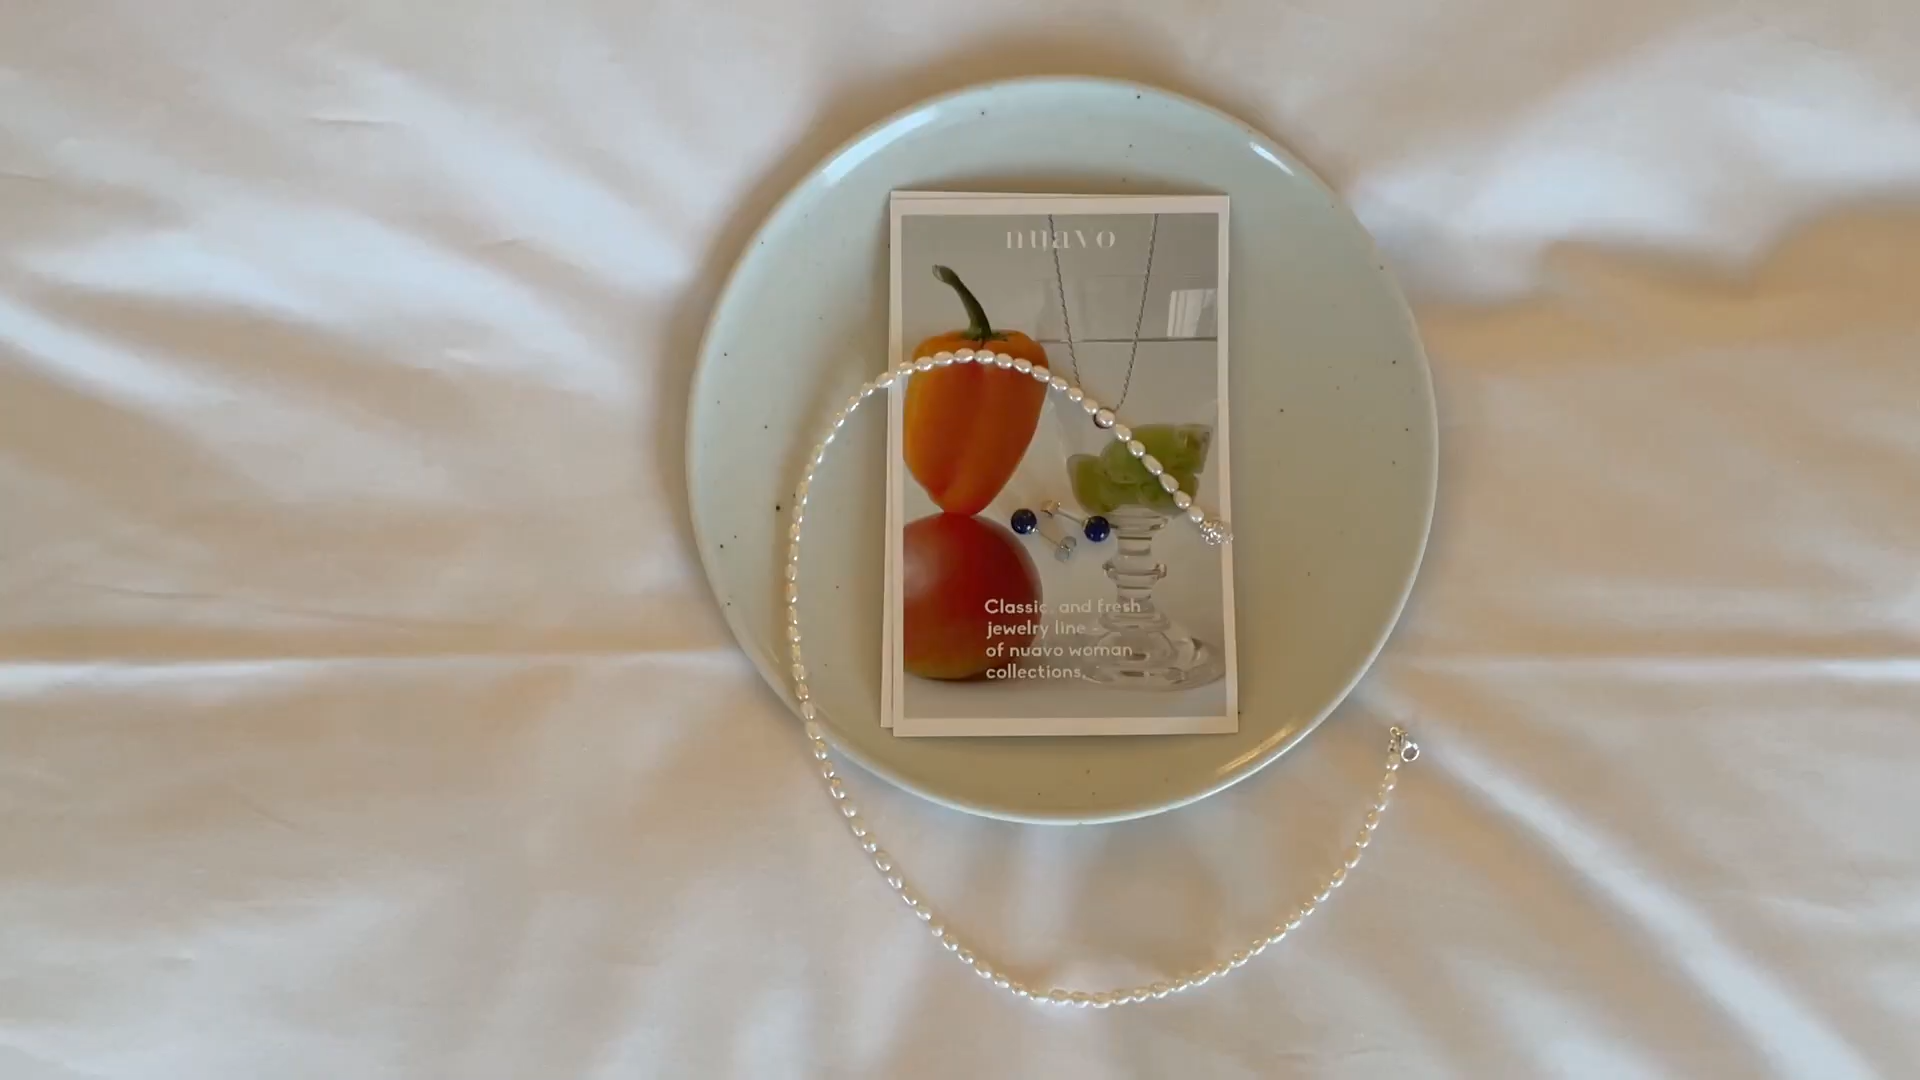 nuavo
Classic, and fresh
jewelry line -
of nuavo woman
collections.